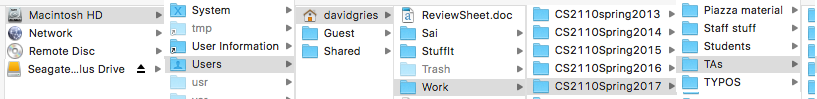 Macintosh HD
Network
Remote Disc
Seagate...lus Drive
System
tmp
User Information
Users
usr
davidgries
Guest
Shared
ReviewSheet.doc
Sai
StuffIt
Trash
Work
CS2110Spring2013
CS2110Spring2014
CS2110Spring2015
CS2110Spring2016
CS2110Spring2017
Piazza material
Staff stuff
Students
TAs
TYPOS